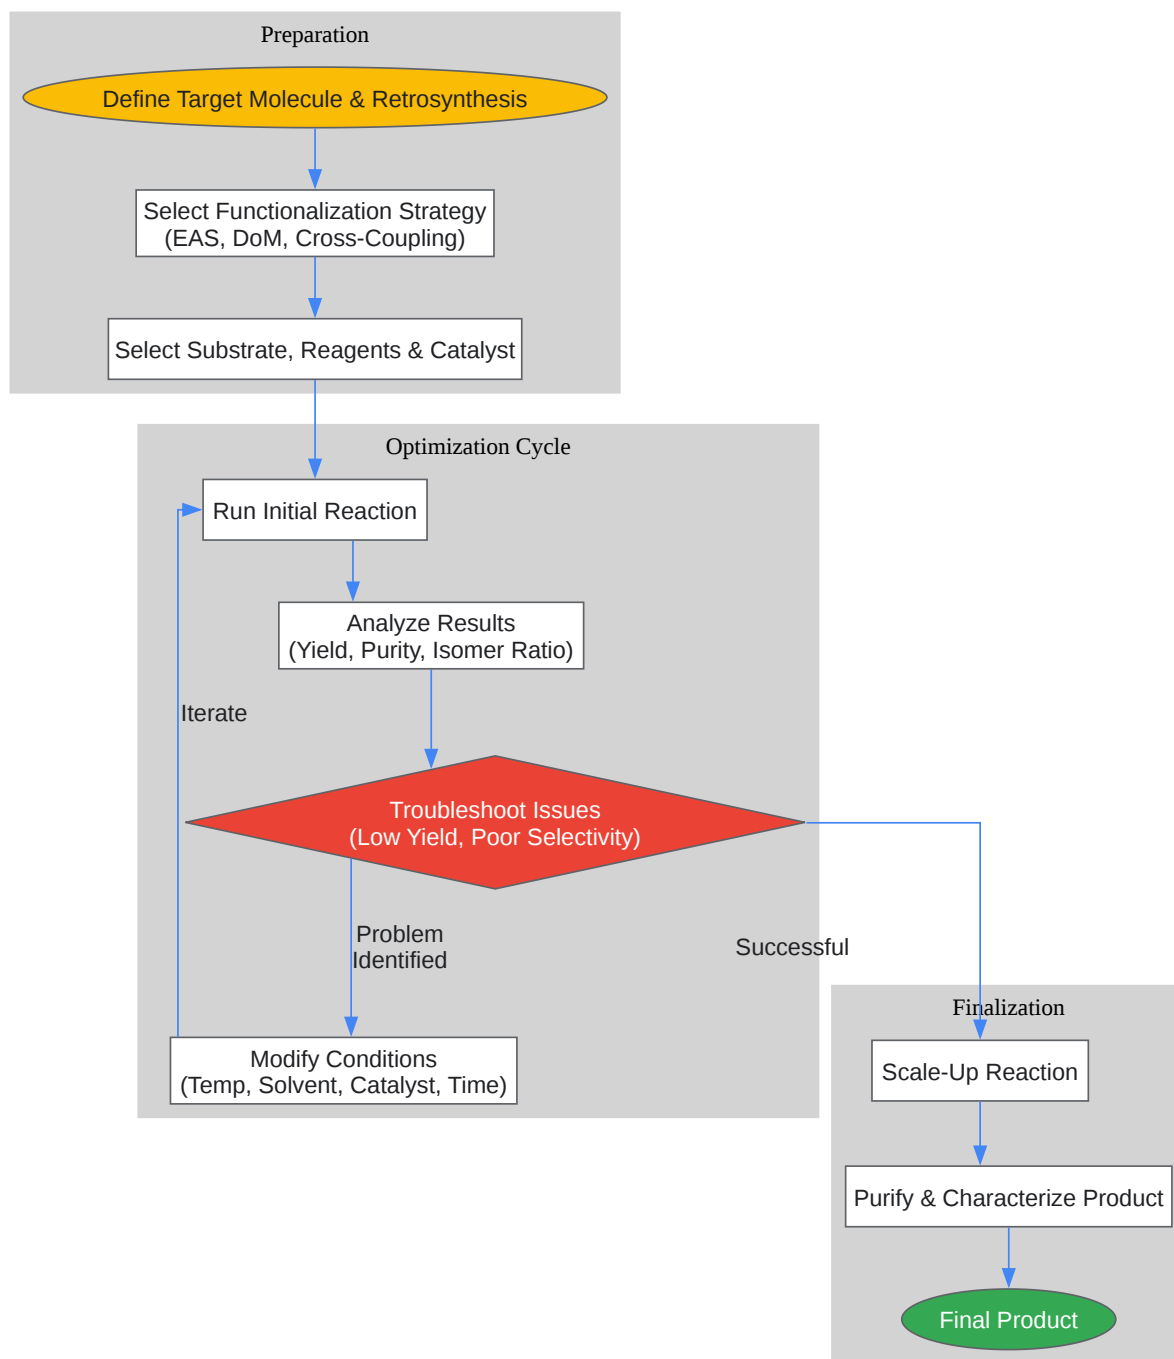 Preparation
Define Target Molecule & Retrosynthesis
Select Functionalization Strategy
(EAS, DoM, Cross-Coupling)
Select Substrate, Reagents & Catalyst
Optimization Cycle
Run Initial Reaction
Analyze Results
(Yield, Purity, Isomer Ratio)
Iterate
Troubleshoot Issues
(Low Yield, Poor Selectivity)
Problem
Identified
Successful
Modify Conditions
(Temp, Solvent, Catalyst, Time)
Finalization
Scale-Up Reaction
Purify & Characterize Product
Final Product